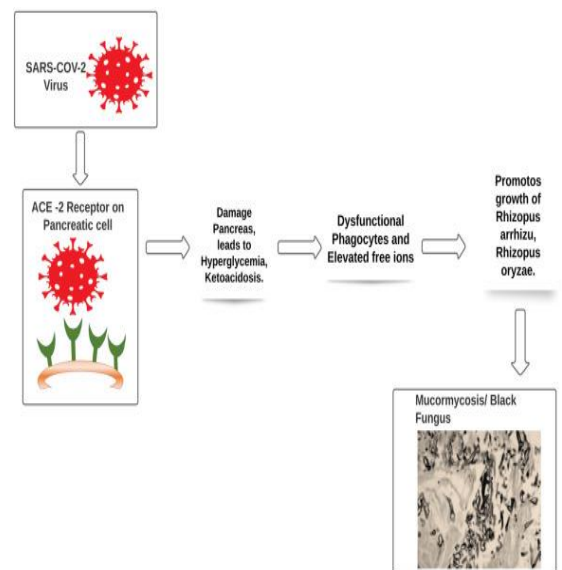 SARS-COV-2
Virus
ACE -2 Receptor on
Pancreatic cell
Damage
Pancreas,
leads to
Hyperglycemia,
Ketoacidosis.
Dysfunctional
Phagocytes and
Elevated free ions
Promotos
growth of
Rhizopus
arrhizu,
Rhizopus
oryzae.
Mucormycosis/ Black
Fungus